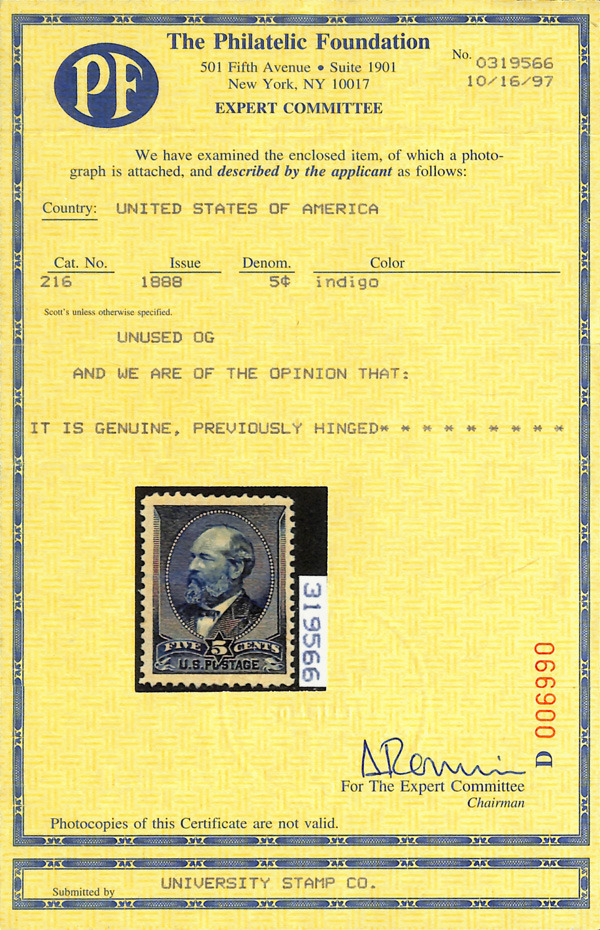 PF
The Philatelic Foundation
501 Fifth Avenue • Suite 1901
New York, NY 10017
EXPERT COMMITTEE
No. 0319566
10/16/97
We have examined the enclosed item, of which a photo-
graph is attached, and described by the applicant as follows:
Country: UNITED STATES OF AMERICA
Cat. No. Issue Denom. Color
216 1888 5¢ indigo
Scott's unless otherwise specified.
UNUSED OG
AND WE ARE OF THE OPINION THAT:
IT IS GENUINE, PREVIOUSLY HINGED* * * * * * * * *
FIVE 5 CENTS
U.S. POSTAGE
319566
D 006990
For The Expert Committee
Chairman
Photocopies of this Certificate are not valid.
Submitted by UNIVERSITY STAMP CO.